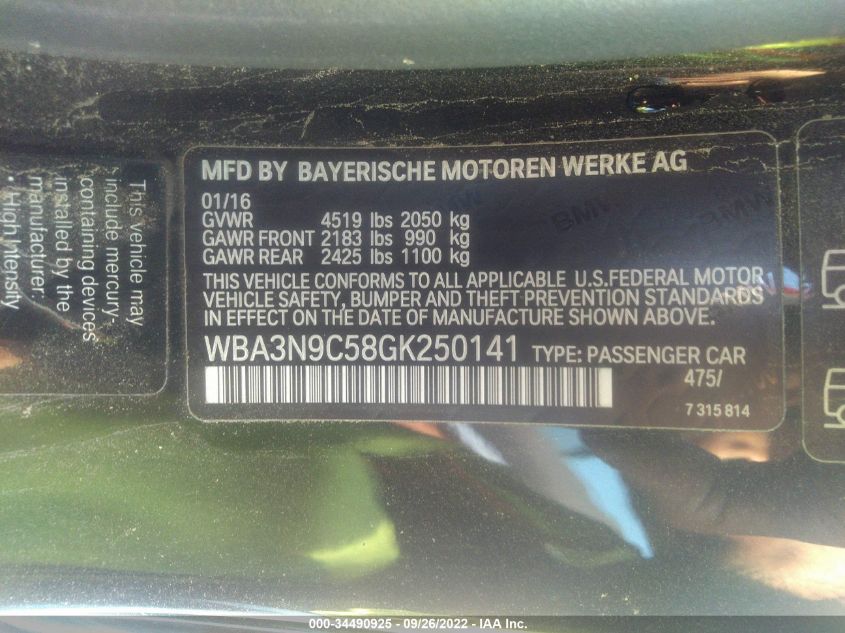 MFD BY BAYERISCHE MOTOREN WERKE AG
01/16
GVWR 4519 lbs 2050 kg
GAWR FRONT 2183 lbs 990 kg
GAWR REAR 2425 lbs 1100 kg
THIS VEHICLE CONFORMS TO ALL APPLICABLE U.S.FEDERAL MOTOR
VEHICLE SAFETY, BUMPER AND THEFT PREVENTION STANDARDS
IN EFFECT ON THE DATE OF MANUFACTURE SHOWN ABOVE.
WBA3N9C58GK250141 TYPE: PASSENGER CAR
475/
7 315 814
BMW
BMW
This vehicle may
include mercury-
containing devices
installed by the
manufacturer:
• High Intensity
000-34490925 - 09/26/2022 - IAA Inc.